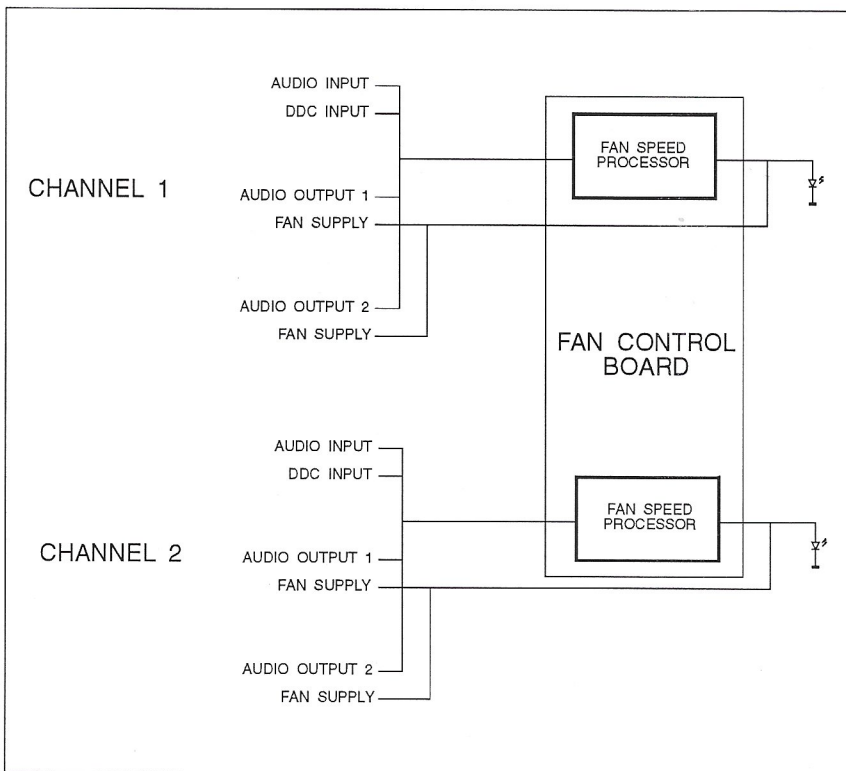 AUDIO INPUT
DDC INPUT
CHANNEL 1
AUDIO OUTPUT 1
FAN SUPPLY
AUDIO OUTPUT 2
FAN SUPPLY
FAN SPEED
PROCESSOR
FAN CONTROL
BOARD
AUDIO INPUT
DDC INPUT
CHANNEL 2
AUDIO OUTPUT 1
FAN SUPPLY
AUDIO OUTPUT 2
FAN SUPPLY
FAN SPEED
PROCESSOR